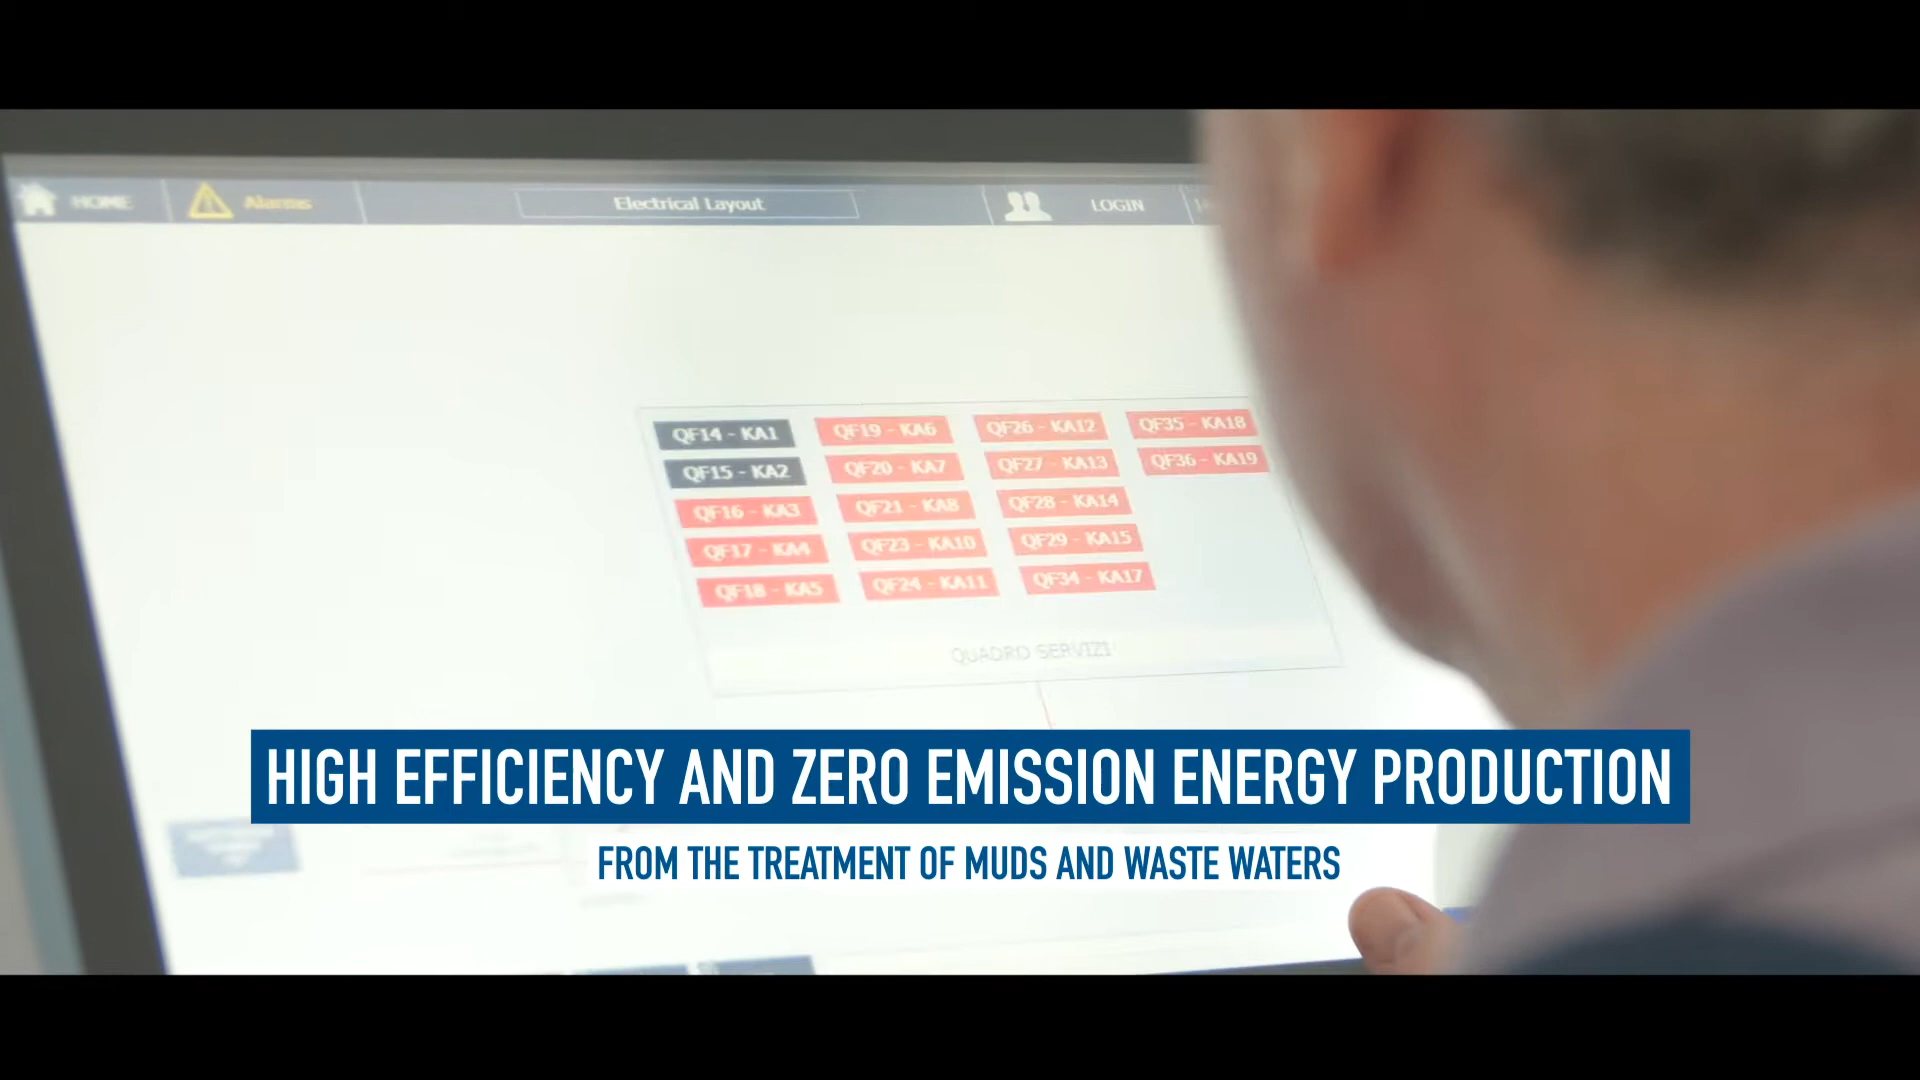 HOME Alarms Electrical Layout LOGIN
QF14 - KA1 QF19 - KA6 QF26 - KA12 QF35 - KA18
QF15 - KA2 QF20 - KA7 QF27 - KA13 QF36 - KA19
QF16 - KA3 QF21 - KA8 QF28 - KA14
QF17 - KA4 QF23 - KA10 QF29 - KA15
QF18 - KA5 QF24 - KA11 QF34 - KA17
QUADRO SERVIZI
HIGH EFFICIENCY AND ZERO EMISSION ENERGY PRODUCTION
FROM THE TREATMENT OF MUDS AND WASTE WATERS